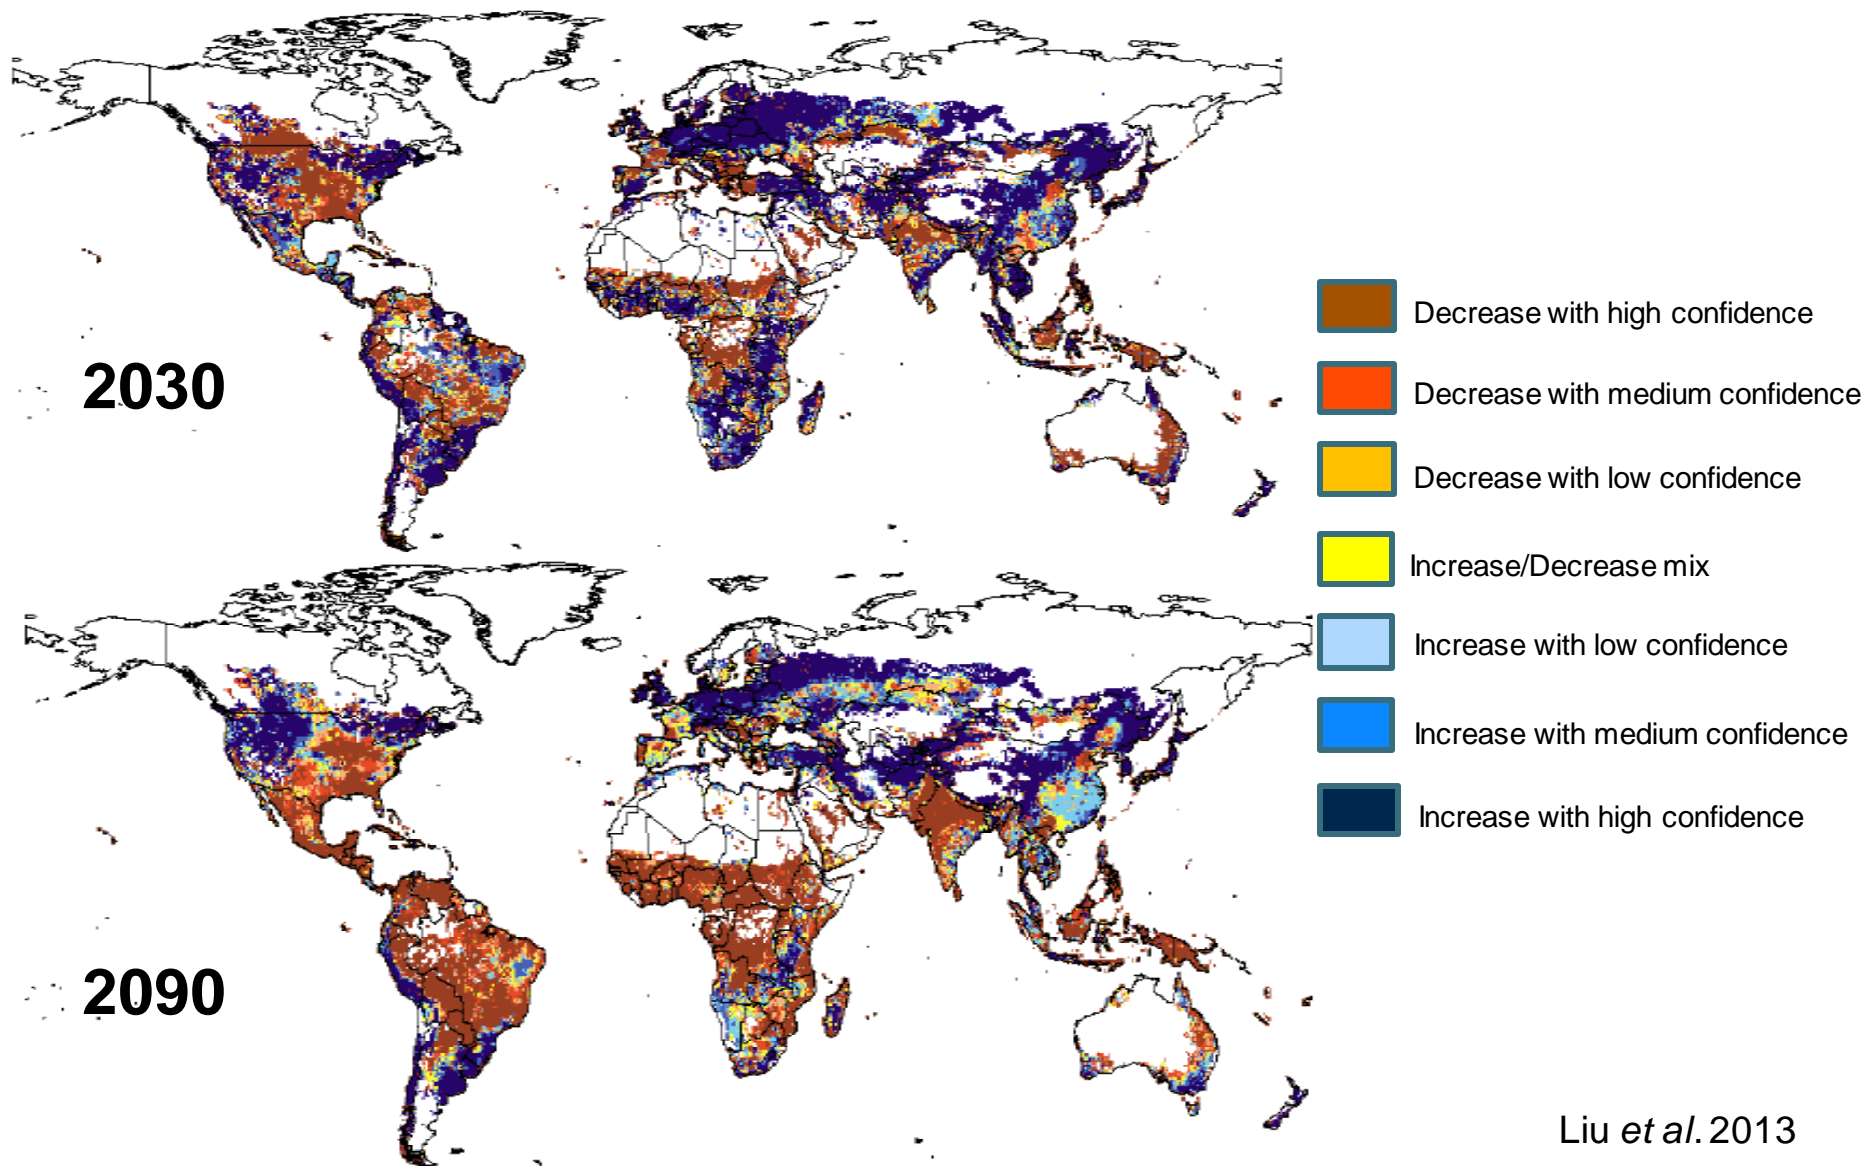 2030
Decrease with high confidence
Decrease with medium confidence
Decrease with low confidence
Increase/Decrease mix
Increase with low confidence
Increase with medium confidence
Increase with high confidence
2090
Liu et al. 2013